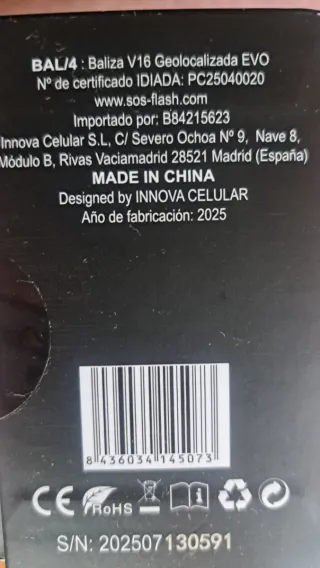 BAL/4 : Baliza V16 Geolocalizada EVO
Nº de certificado IDIADA: PC25040020
www.sos-flash.com
Importado por: B84215623
Innova Celular S.L, C/ Severo Ochoa Nº 9, Nave 8,
Módulo B, Rivas Vaciamadrid 28521 Madrid (España)
MADE IN CHINA
Designed by INNOVA CELULAR
Año de fabricación: 2025
8 436034 145073
CE RoHS
S/N: 202507130591